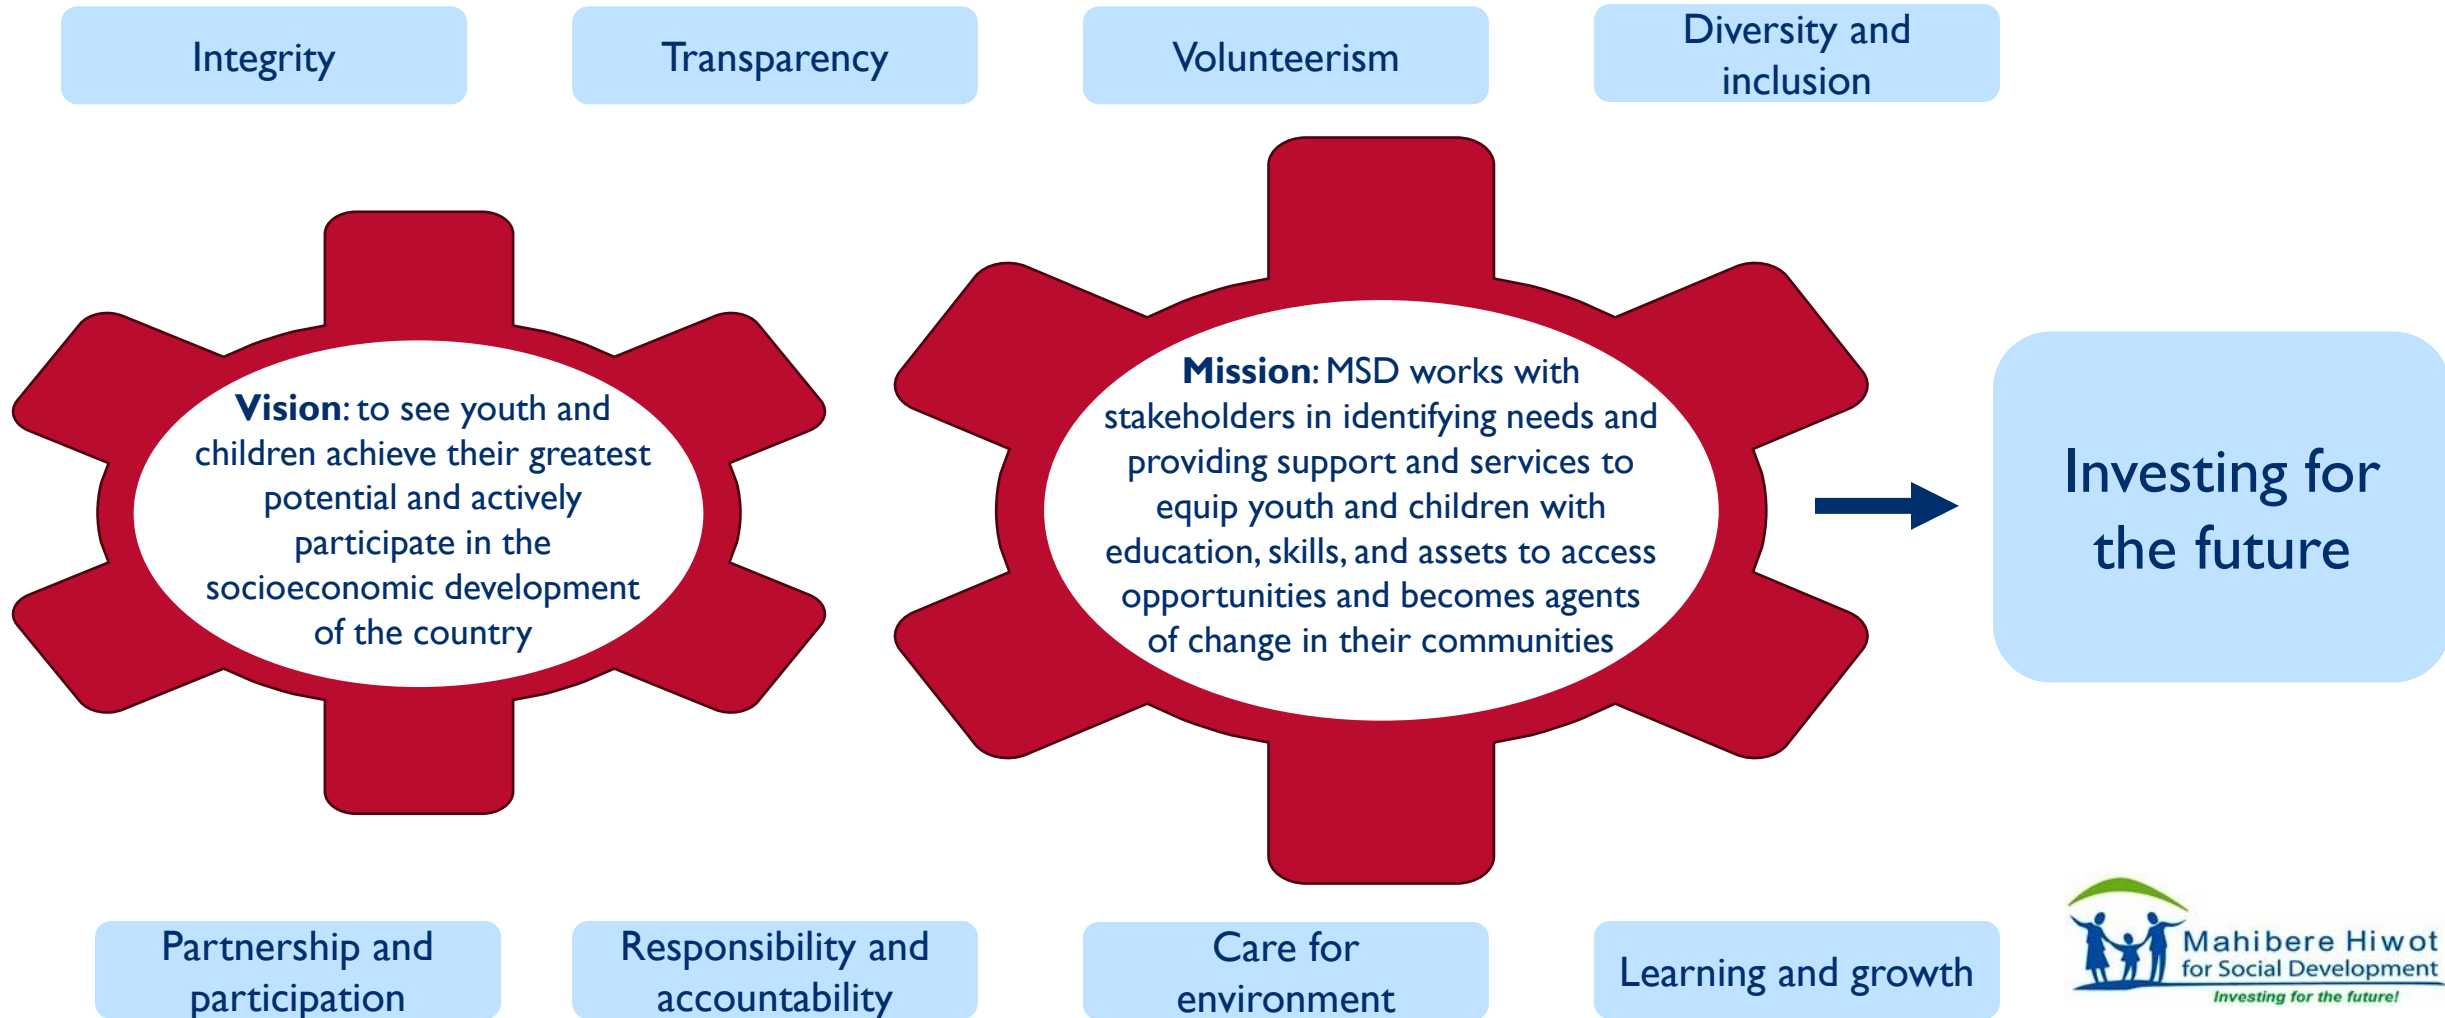 Integrity
Transparency
Volunteerism
Diversity and
inclusion
Vision: to see youth and
children achieve their greatest
potential and actively
participate in the
socioeconomic development
of the country
Mission: MSD works with
stakeholders in identifying needs and
providing support and services to
equip youth and children with
education, skills, and assets to access
opportunities and becomes agents
of change in their communities
Investing for
the future
Partnership and
participation
Responsibility and
accountability
Care for
environment
Learning and growth
Mahibere Hiwot
for Social Development
Investing for the future!